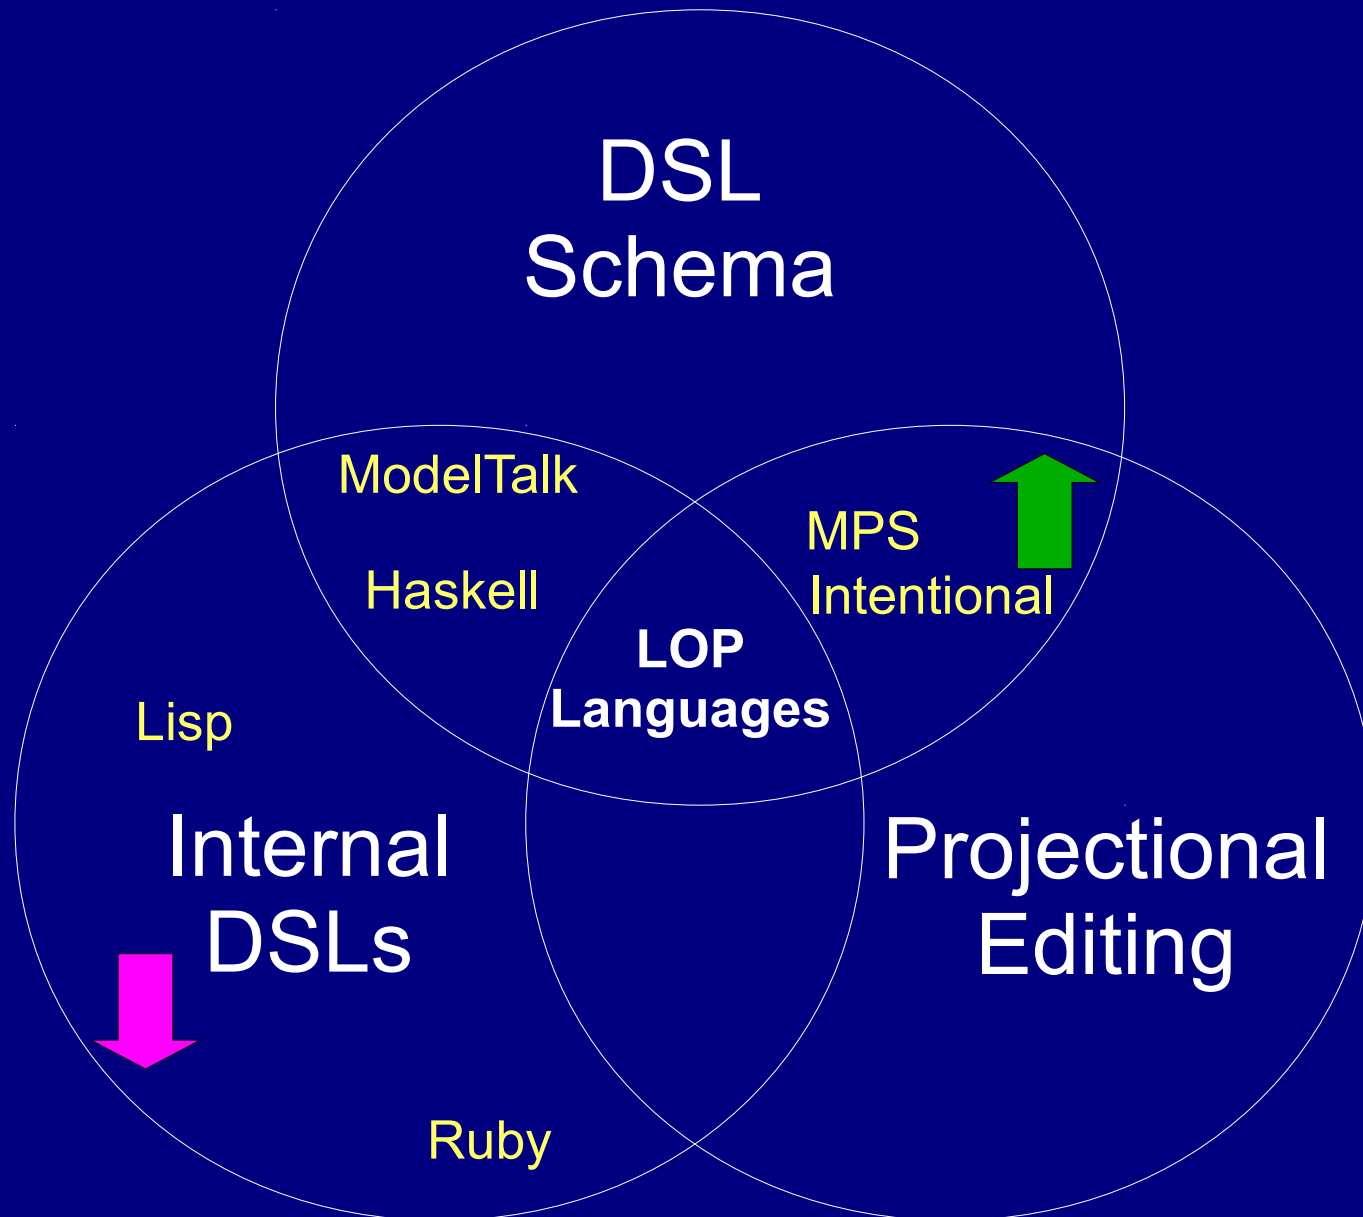 DSL
Schema
ModelTalk
MPS
Haskell
Intentional
LOP
Languages
Lisp
Internal
DSLs
Projectional
Editing
Ruby